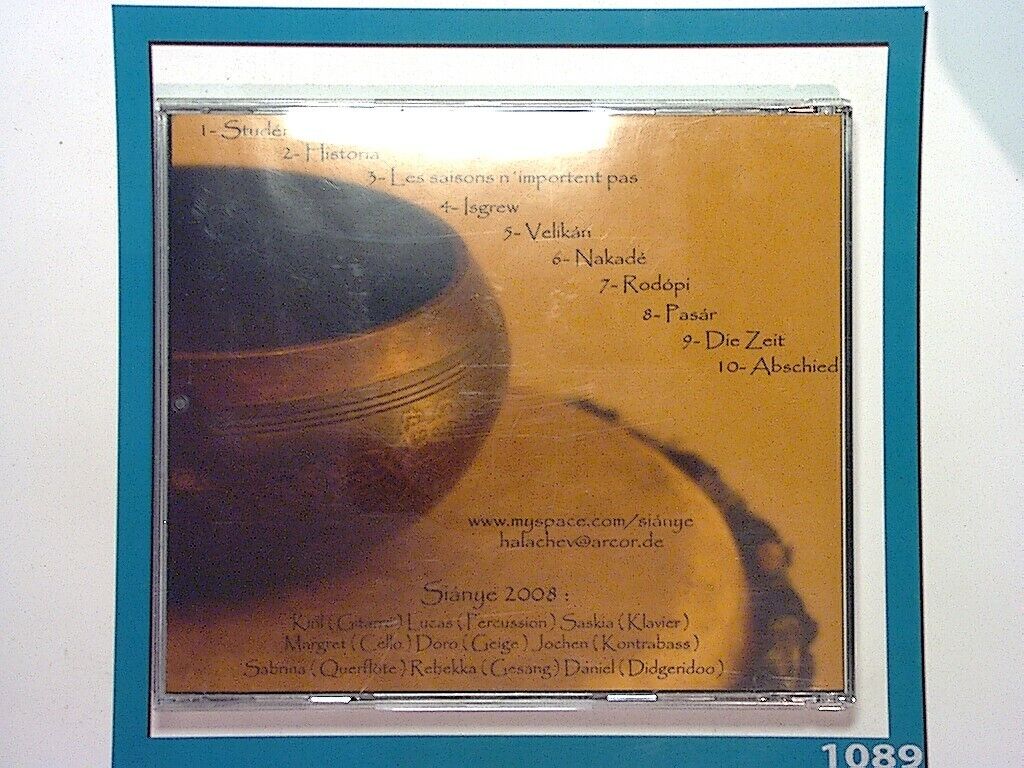 1- Studén
2- Historia
3- Les saisons n'importent pas
4- Isgrew
5- Velikán
6- Nakadé
7- Rodópi
8- Pasár
9- Die Zeit
10- Abschied
www.myspace.com/siánye
halachev@arcor.de
Siánye 2008 :
Kiril (Gitarre) Lucas (Percussion) Saskia (Klavier)
Margret (Cello) Doro (Geige) Jochen (Kontrabass)
Sabrina (Querflöte) Rebekka (Gesang) Daniel (Didgeridoo)
1089